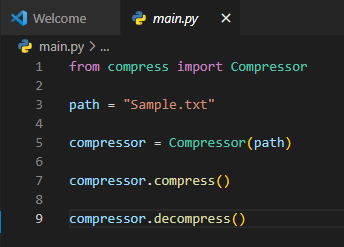 Welcome main.py
main.py > ...
1 from compress import Compressor
2
3 path = "Sample.txt"
4
5 compressor = Compressor(path)
6
7 compressor.compress()
8
9 compressor.decompress()